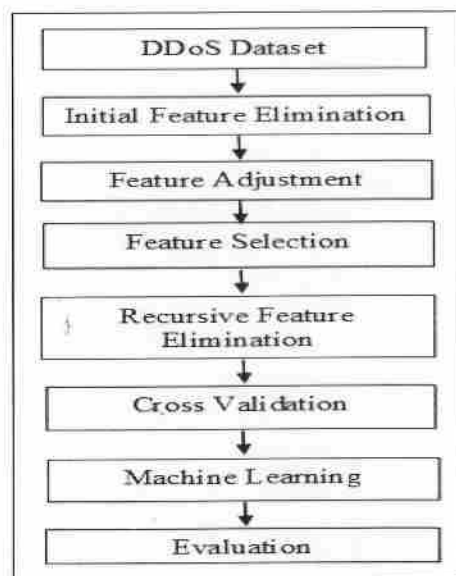 DDoS Dataset
Initial Feature Elimination
Feature Adjustment
Feature Selection
Recursive Feature
Elimination
Cross Validation
Machine Learning
Evaluation